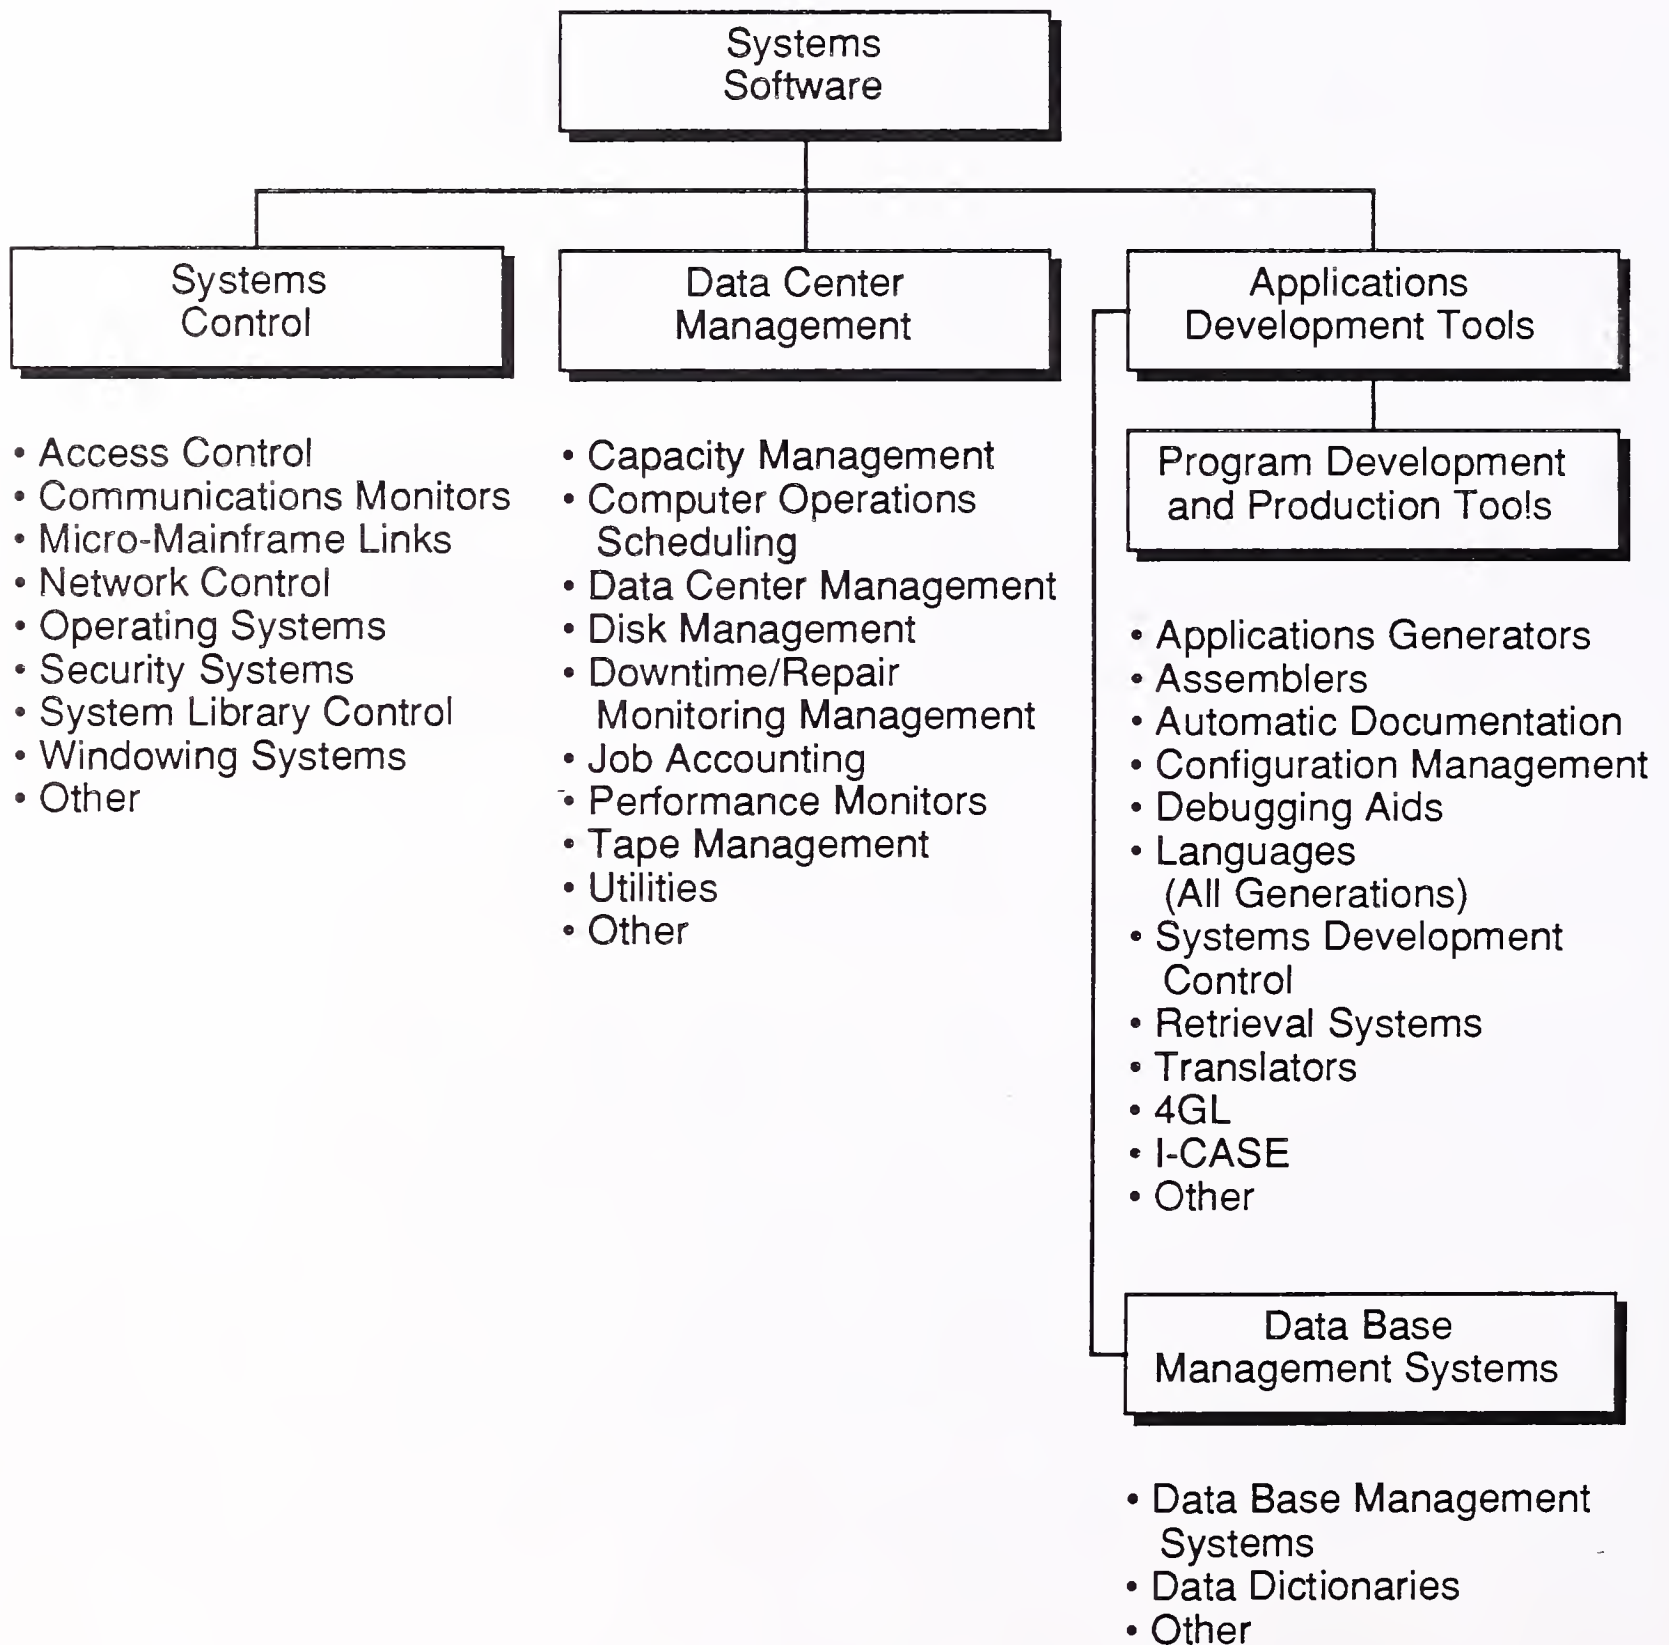 Systems
Software
Systems
Control
• Access Control
• Communications Monitors
• Micro-Mainframe Links
• Network Control
• Operating Systems
• Security Systems
• System Library Control
• Windowing Systems
• Other
Data Center
Management
• Capacity Management
• Computer Operations
Scheduling
• Data Center Management
• Disk Management
• Downtime/Repair
Monitoring Management
• Job Accounting
• Performance Monitors
• Tape Management
• Utilities
• Other
Applications
Development Tools
Program Development
and Production Tools
• Applications Generators
• Assemblers
• Automatic Documentation
• Configuration Management
• Debugging Aids
• Languages
(All Generations)
• Systems Development
Control
• Retrieval Systems
• Translators
• 4GL
• I-CASE
• Other
Data Base
Management Systems
• Data Base Management
Systems
• Data Dictionaries
• Other